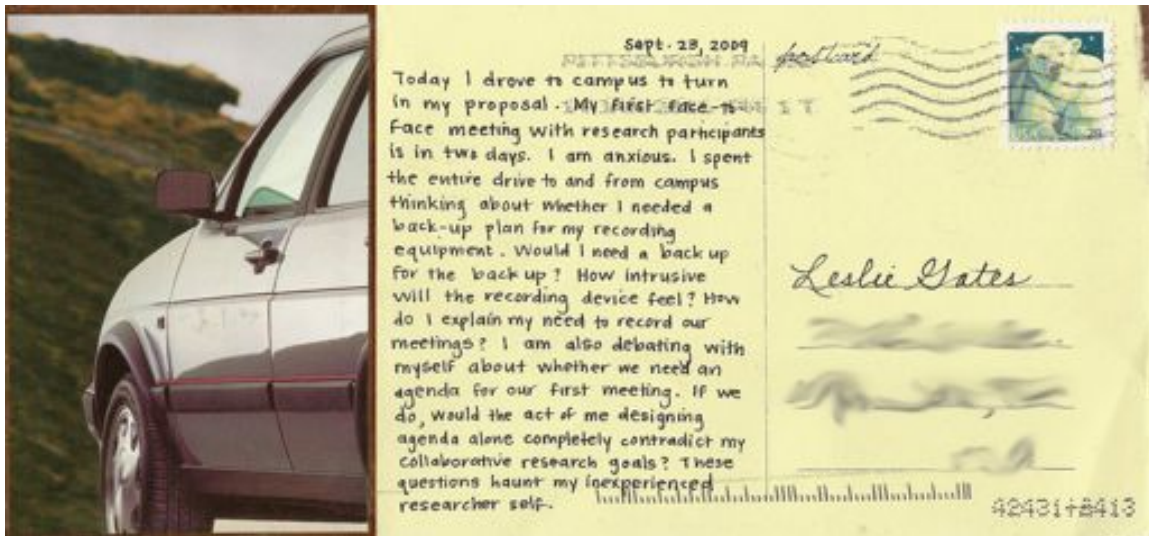 Sept. 23, 2009
PITTSBURGH PA
postcard
Today I drove to campus to turn
in my proposal. My first face-to
Face meeting with research participants
is in two days. I am anxious. I spent
the entire drive to and from campus
thinking about whether I needed a
back-up plan for my recording
equipment. Would I need a back up
for the back up? How intrusive
will the recording device feel? How
do I explain my need to record our
meetings? I am also debating with
myself about whether we need an
agenda for our first meeting. If we
do, would the act of me designing
agenda alone completely contradict my
collaborative research goals? These
questions haunt my inexperienced
researcher self.
USA 28
Leslie Gates
42431+8413